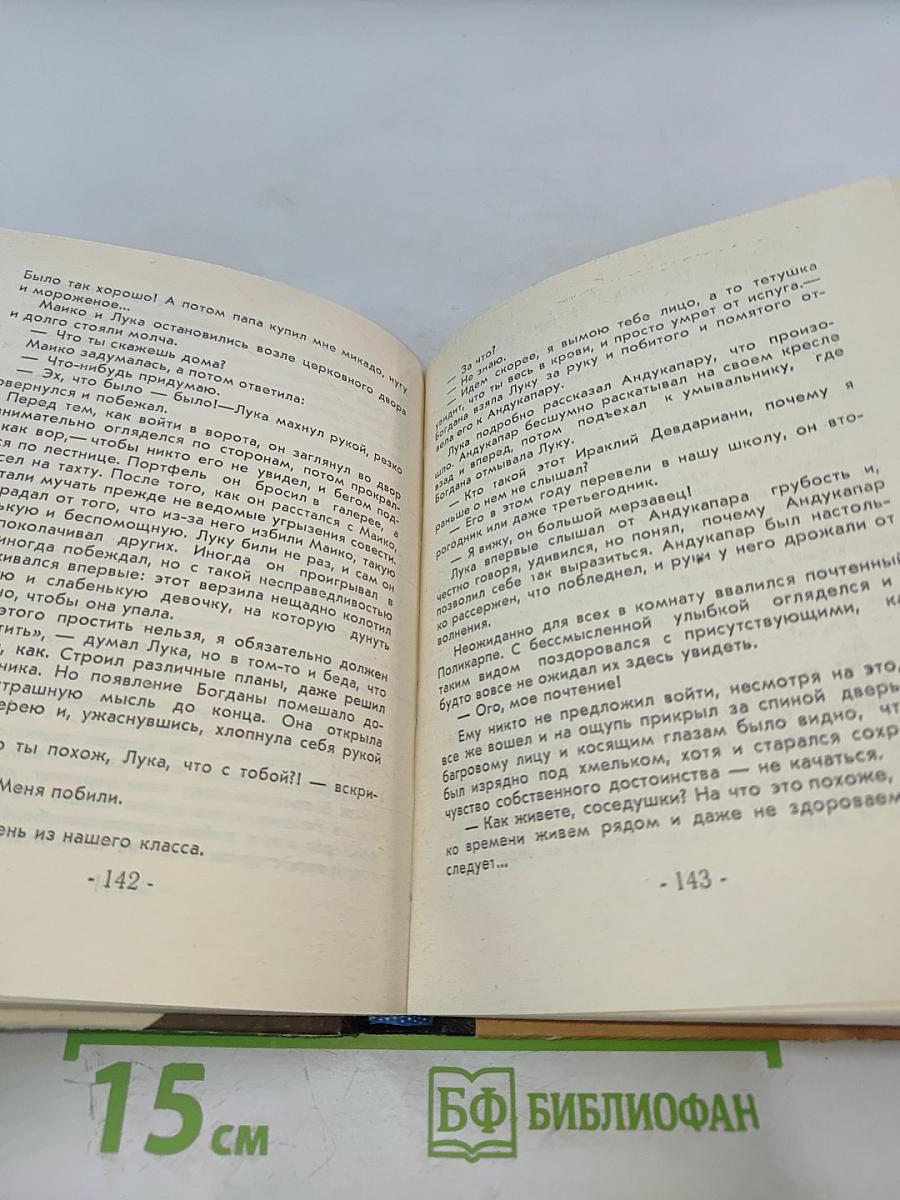 Было так хорошо! А потом папа купил мне микадо, нугу
и мороженое...
Маико и Лука остановились возле церковного двора
и долго стояли молча.
— Что ты скажешь дома?
Маико задумалась, а потом ответила:
— Что-нибудь придумаю.
— Эх, что было — было!—Лука махнул рукой, резко
овернулся и побежал.
Перед тем, как войти в ворота, он заглянул во двор
нимательно огляделся по сторонам, потом прокрал-
как вор,— чтобы никто его не увидел, и бегом под-
ся по лестнице. Портфель он бросил в галерее, а
сел на тахту. После того, как он расстался с Маико,
тали мучать прежде не ведомые угрызения совести.
радал от того, что из-за него избили Маико, такую
ькую и беспомощную. Луку били не раз, и сам он
поколачивал других. Иногда он проигрывал в
иногда побеждал, но с такой несправедливостью
живался впервые: этот верзила нещадно колотил
ю и слабенькую девочку, на которую дунуть
но, чтобы она упала.
этого простить нельзя, я обязательно должен
тить», — думал Лука, но в том-то и беда, что
, как. Строил различные планы, даже решил
чика. Но появление Богданы помешало до-
трашную мысль до конца. Она открыла
ерею и, ужаснувшись, хлопнула себя рукой
о ты похож, Лука, что с тобой?! — вскри-
Меня побили.
ень из нашего класса.
- 142 -
— За что?
— Не знаю.
— Идем скорее, я вымою тебе лицо, а то тетушка
увидит, что ты весь в крови, и просто умрет от испуга.—
Богдана взяла Луку за руку и побитого и помятого от-
вела его к Андукапару.
Лука подробно рассказал Андукапару, что произо-
шло. Андукапар бесшумно раскатывал на своем кресле
взад и вперед, потом подъехал к умывальнику, где
Богдана отмывала Луку.
— Кто такой этот Ираклий Девдариани, почему я
раньше о нем не слышал?
— Его в этом году перевели в нашу школу, он вто-
рогодник или даже третьегодник.
— Я вижу, он большой мерзавец!
Лука впервые слышал от Андукапара грубость и,
честно говоря, удивился, но понял, почему Андукапар
позволил себе так выразиться. Андукапар был настоль-
ко рассержен, что побледнел, и руки у него дрожали от
волнения.
Неожиданно для всех в комнату ввалился почтенный
Поликарпе. С бессмысленной улыбкой огляделся и
таким видом поздоровался с присутствующими, ка
будто вовсе не ожидал их здесь увидеть.
— Ого, мое почтение!
Ему никто не предложил войти, несмотря на это,
все же вошел и на ощупь прикрыл за спиной дверь
багровому лицу и косящим глазам было видно, чт
был изрядно под хмельком, хотя и старался сохр
чувство собственного достоинства — не качаться.
— Как живете, соседушки? На что это похоже,
ко времени живем рядом и даже не здороваем
следует...
- 143 -
15 см
БФ БИБЛИОФАН